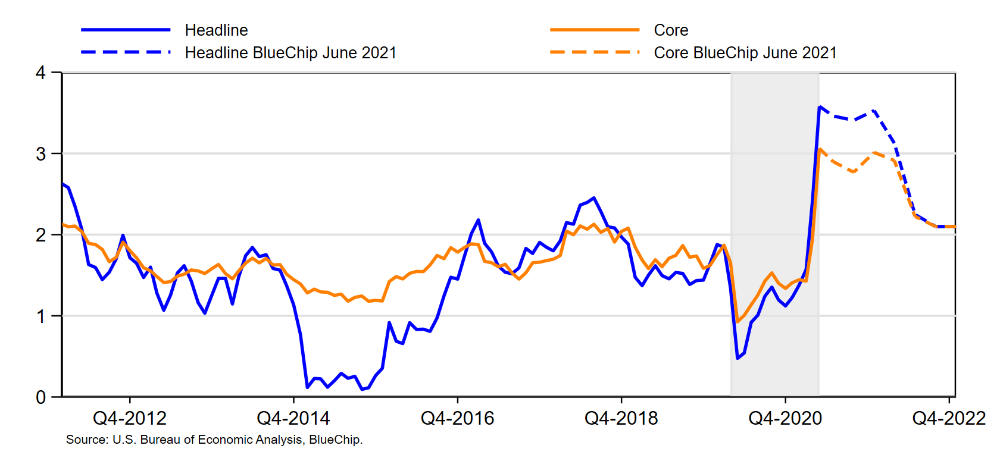 Headline
Core
Headline BlueChip June 2021
Core BlueChip June 2021
4
3
2
1
0
Q4-2012 Q4-2014 Q4-2016 Q4-2018 Q4-2020 Q4-2022
Source: U.S. Bureau of Economic Analysis, BlueChip.